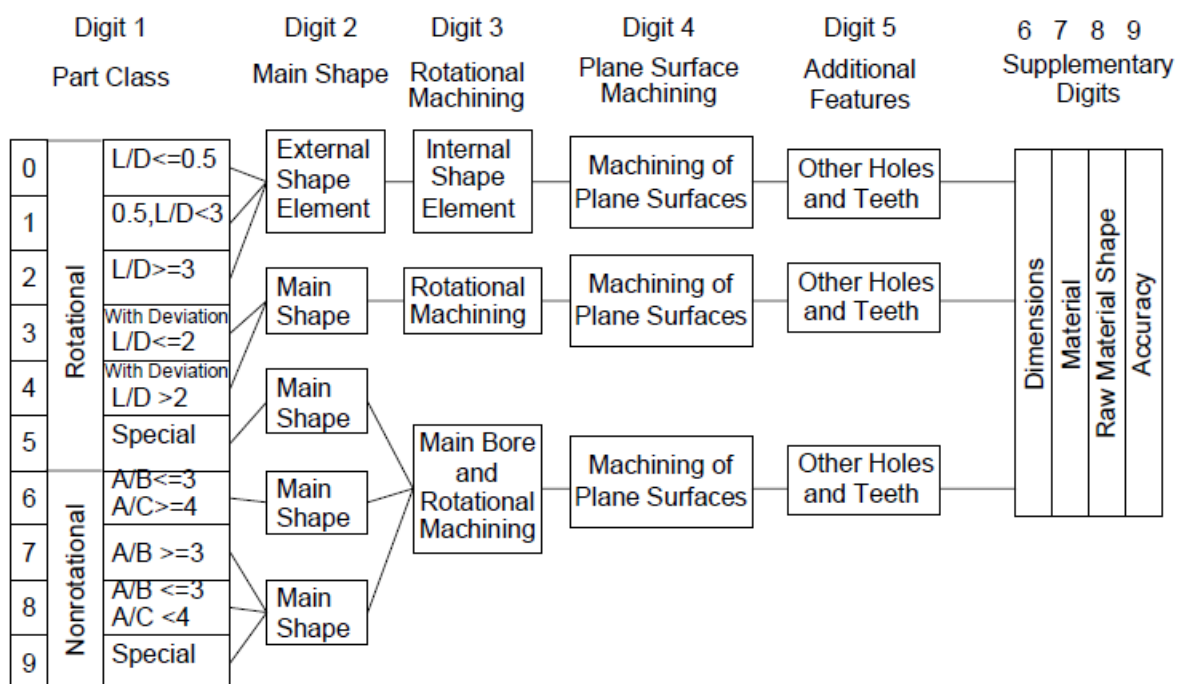 Digit 1
Digit 2
Digit 3
Digit 4
Digit 5
6 7 8 9
Part Class
Main Shape
Rotational
Machining
Plane Surface
Machining
Additional
Features
Supplementary
Digits
0
1
2
3
4
5
6
7
8
9
Rotational
Nonrotational
L/D<=0.5
0.5,L/D<3
L/D>=3
With Deviation
L/D<=2
With Deviation
L/D >2
Special
A/B<=3
A/C>=4
A/B >=3
A/B <=3
A/C <4
Special
External
Shape
Element
Internal
Shape
Element
Machining of
Plane Surfaces
Other Holes
and Teeth
Main
Shape
Rotational
Machining
Machining of
Plane Surfaces
Other Holes
and Teeth
Main
Shape
Main
Shape
Main
Shape
Main Bore
and
Rotational
Machining
Machining of
Plane Surfaces
Other Holes
and Teeth
Dimensions
Material
Raw Material Shape
Accuracy